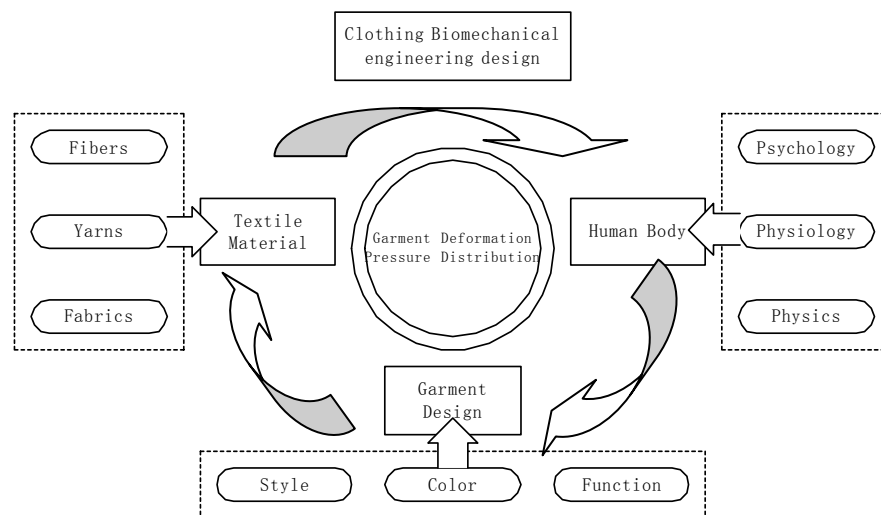 Clothing Biomechanical
engineering design
Fibers
Psychology
Yarns
Textile
Material
Garment Deformation
Pressure Distribution
Human Body
Physiology
Fabrics
Physics
Garment
Design
Style
Color
Function